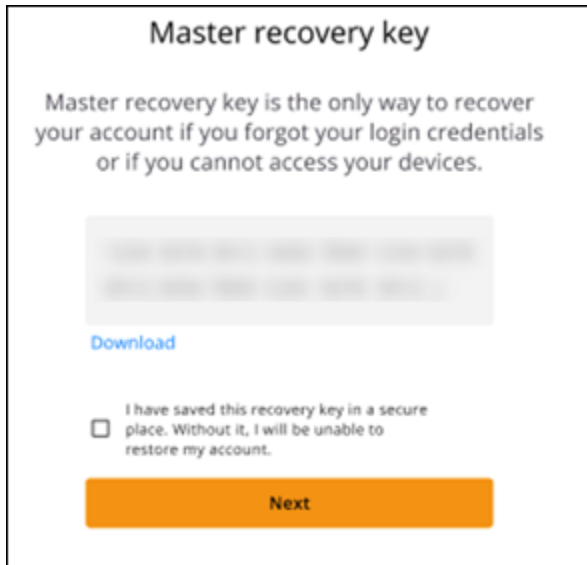 Master recovery key
Master recovery key is the only way to recover
your account if you forgot your login credentials
or if you cannot access your devices.
Download
I have saved this recovery key in a secure
place. Without it, I will be unable to
restore my account.
Next